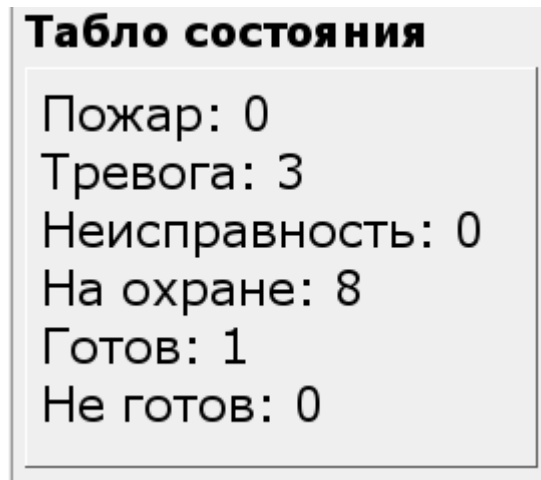 Табло состояния
Пожар: 0
Тревога: 3
Неисправность: 0
На охране: 8
Готов: 1
Не готов: 0